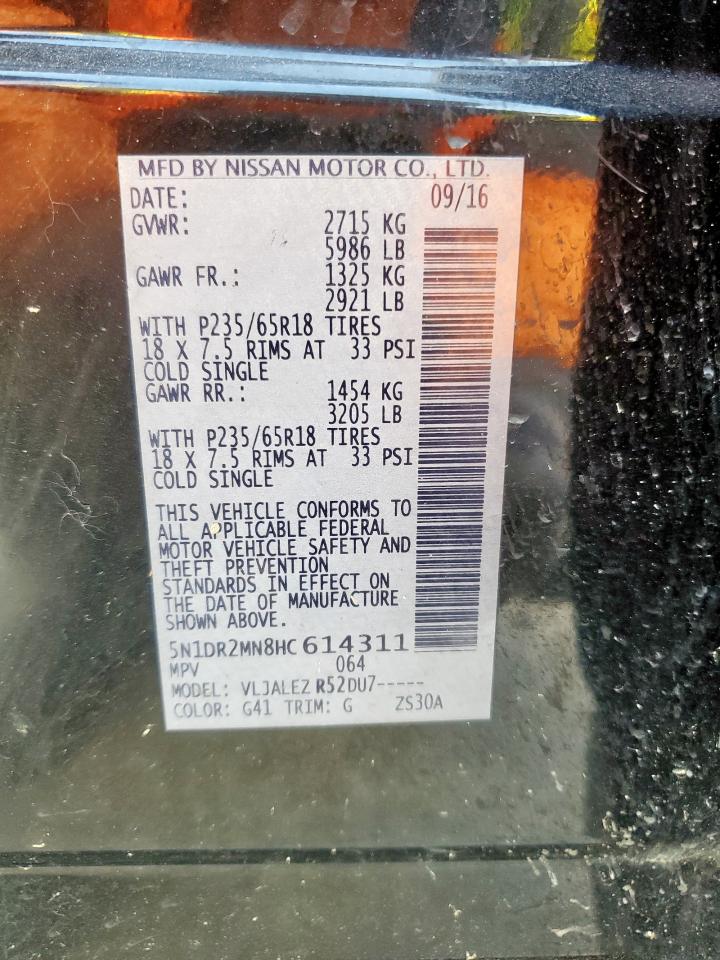 MFD BY NISSAN MOTOR CO., LTD.
DATE: 09/16
GVWR: 2715 KG
5986 LB
GAWR FR.: 1325 KG
2921 LB
WITH P235/65R18 TIRES
18 X 7.5 RIMS AT 33 PSI
COLD SINGLE
GAWR RR.: 1454 KG
3205 LB
WITH P235/65R18 TIRES
18 X 7.5 RIMS AT 33 PSI
COLD SINGLE
THIS VEHICLE CONFORMS TO
ALL APPLICABLE FEDERAL
MOTOR VEHICLE SAFETY AND
THEFT PREVENTION
STANDARDS IN EFFECT ON
THE DATE OF MANUFACTURE
SHOWN ABOVE.
5N1DR2MN8HC614311
MPV 064
MODEL: VLJALEZ R52DU7-----
COLOR: G41 TRIM: G ZS30A